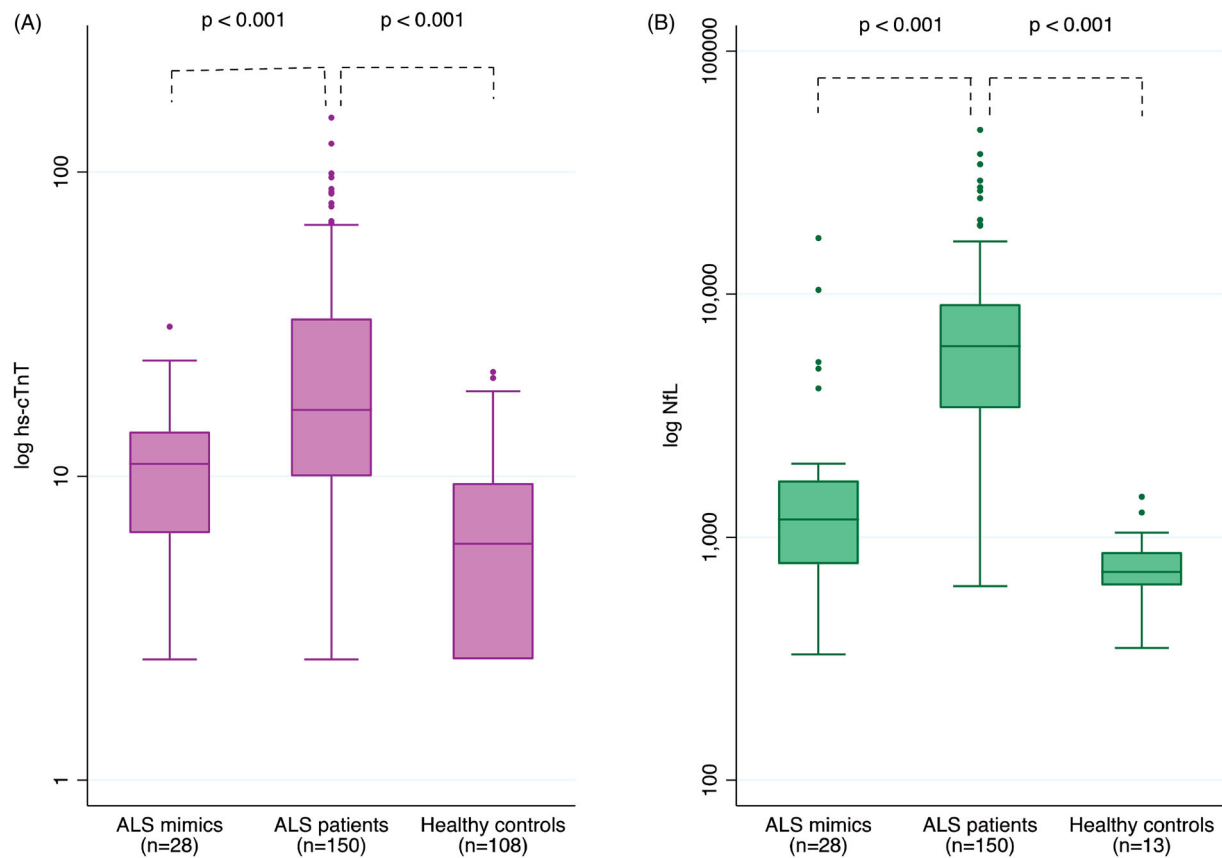 (A)
p < 0.001
p < 0.001
log hs-cTnT
100
10
1
ALS mimics
(n=28)
ALS patients
(n=150)
Healthy controls
(n=108)
(B)
p < 0.001
p < 0.001
log NfL
100000
10,000
1,000
100
ALS mimics
(n=28)
ALS patients
(n=150)
Healthy controls
(n=13)